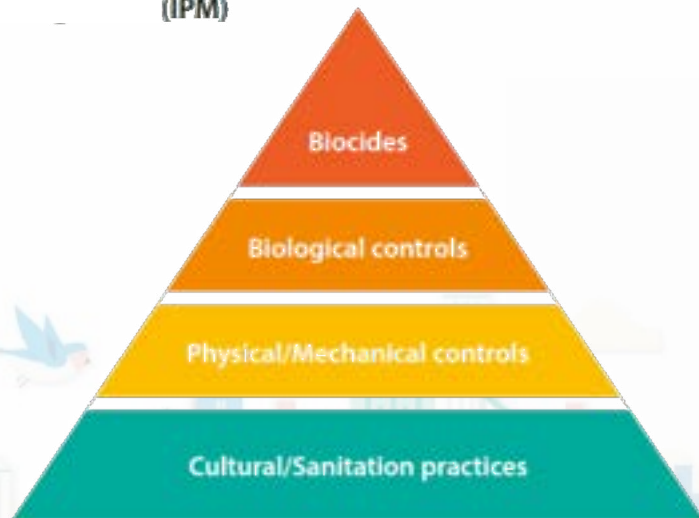 (IPM)
Biocides
Biological controls
Physical/Mechanical controls
Cultural/Sanitation practices